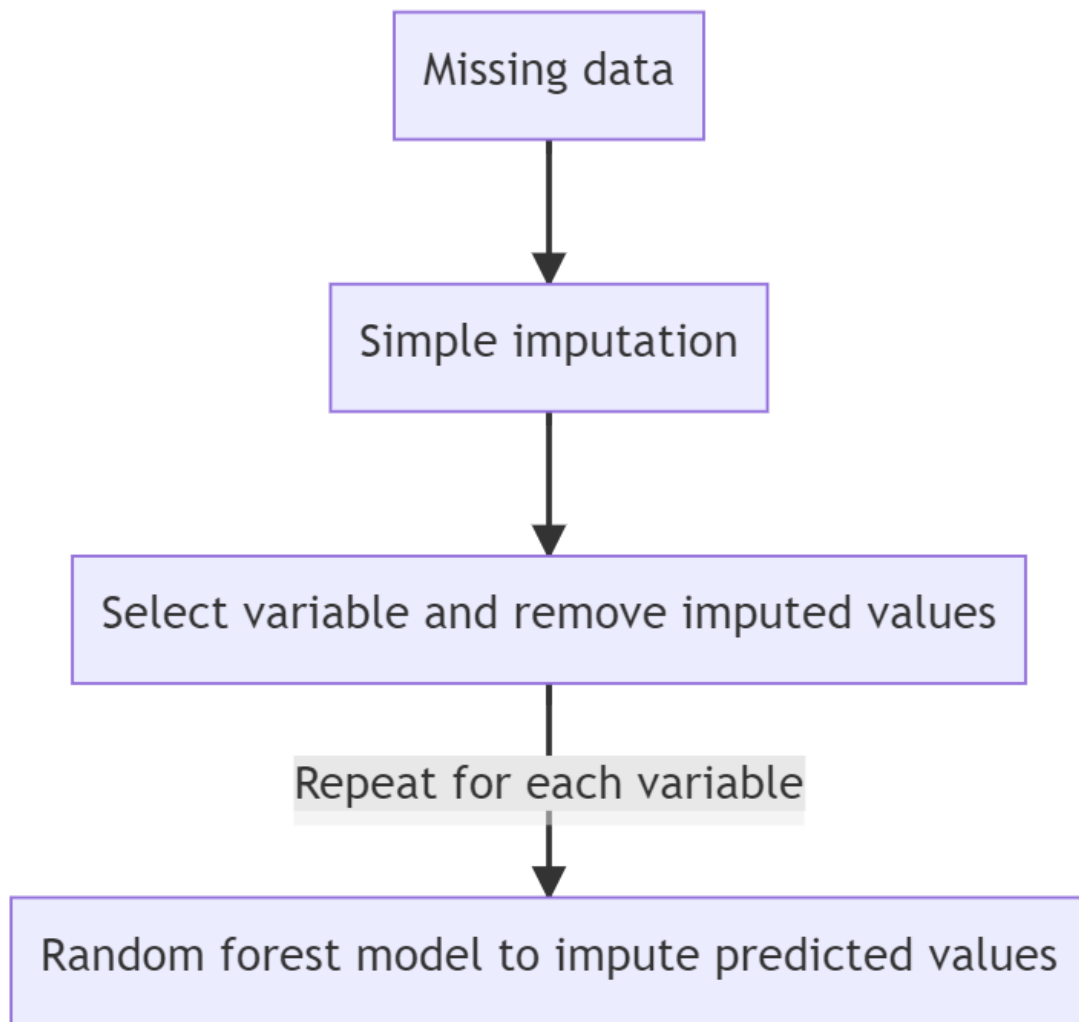 Missing data
Simple imputation
Select variable and remove imputed values
Repeat for each variable
Random forest model to impute predicted values